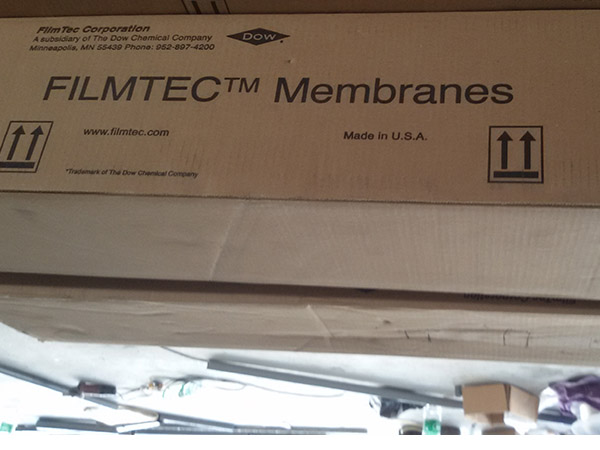 FilmTec Corporation
A subsidiary of The Dow Chemical Company
Minneapolis, MN 55439 Phone: 952-897-4200
DOW
FILMTEC™ Membranes
www.filmtec.com
Made in U.S.A.
*Trademark of The Dow Chemical Company